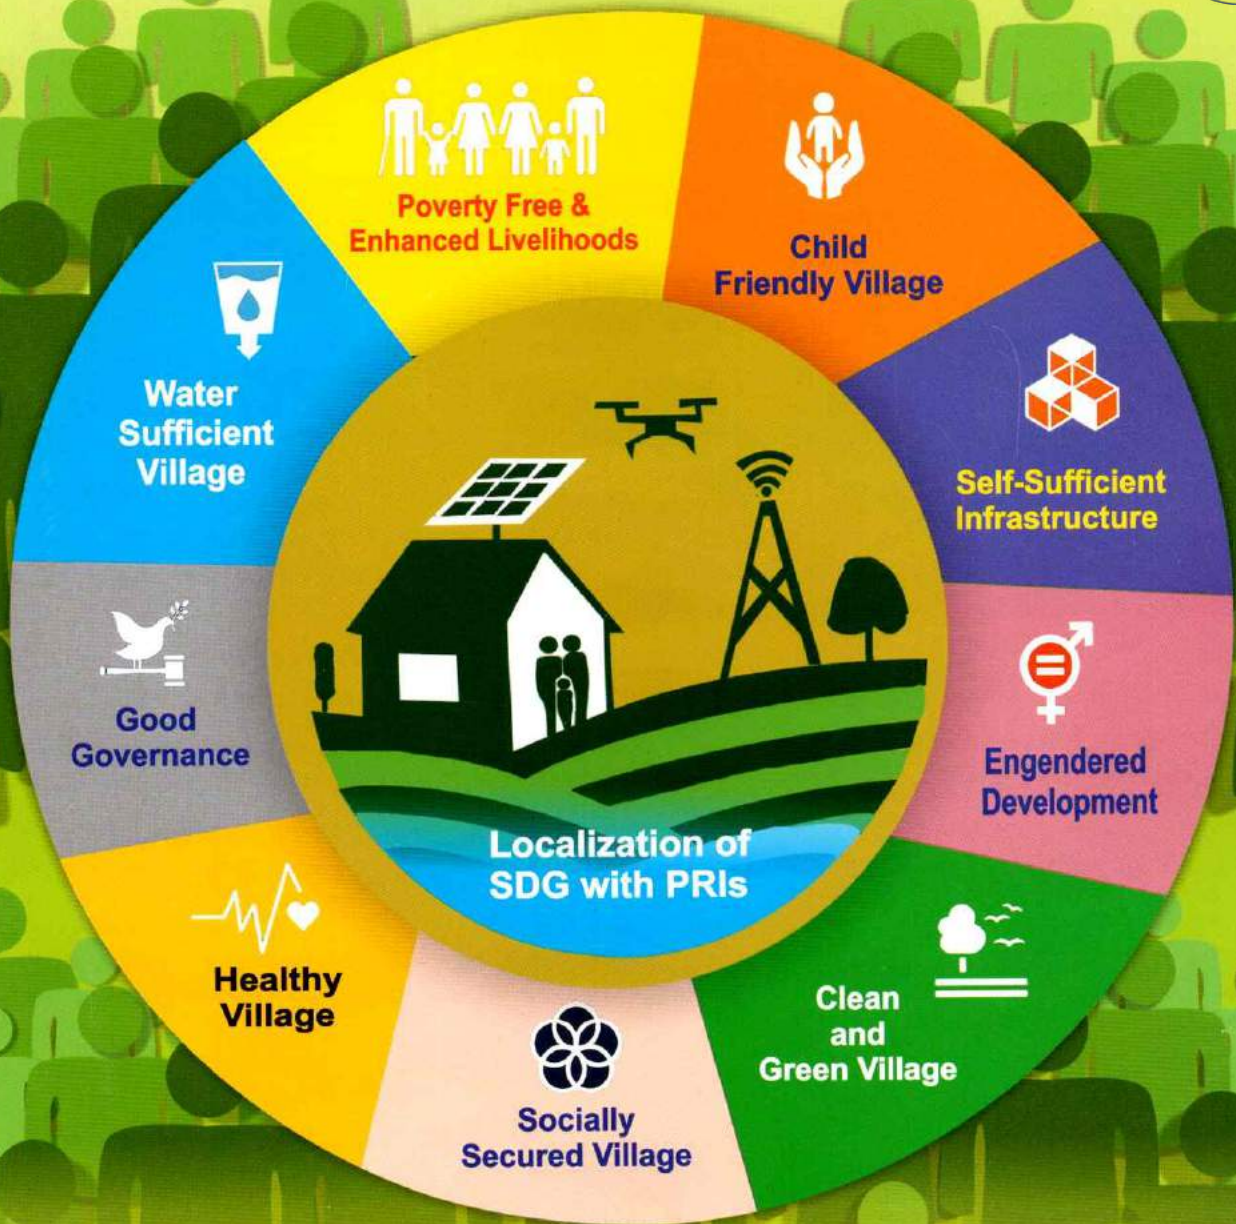 Poverty Free &
Enhanced Livelihoods
Child
Friendly Village
Self-Sufficient
Infrastructure
Engendered
Development
Clean
and
Green Village
Socially
Secured Village
Healthy
Village
Good
Governance
Water
Sufficient
Village
Localization of
SDG with PRIs